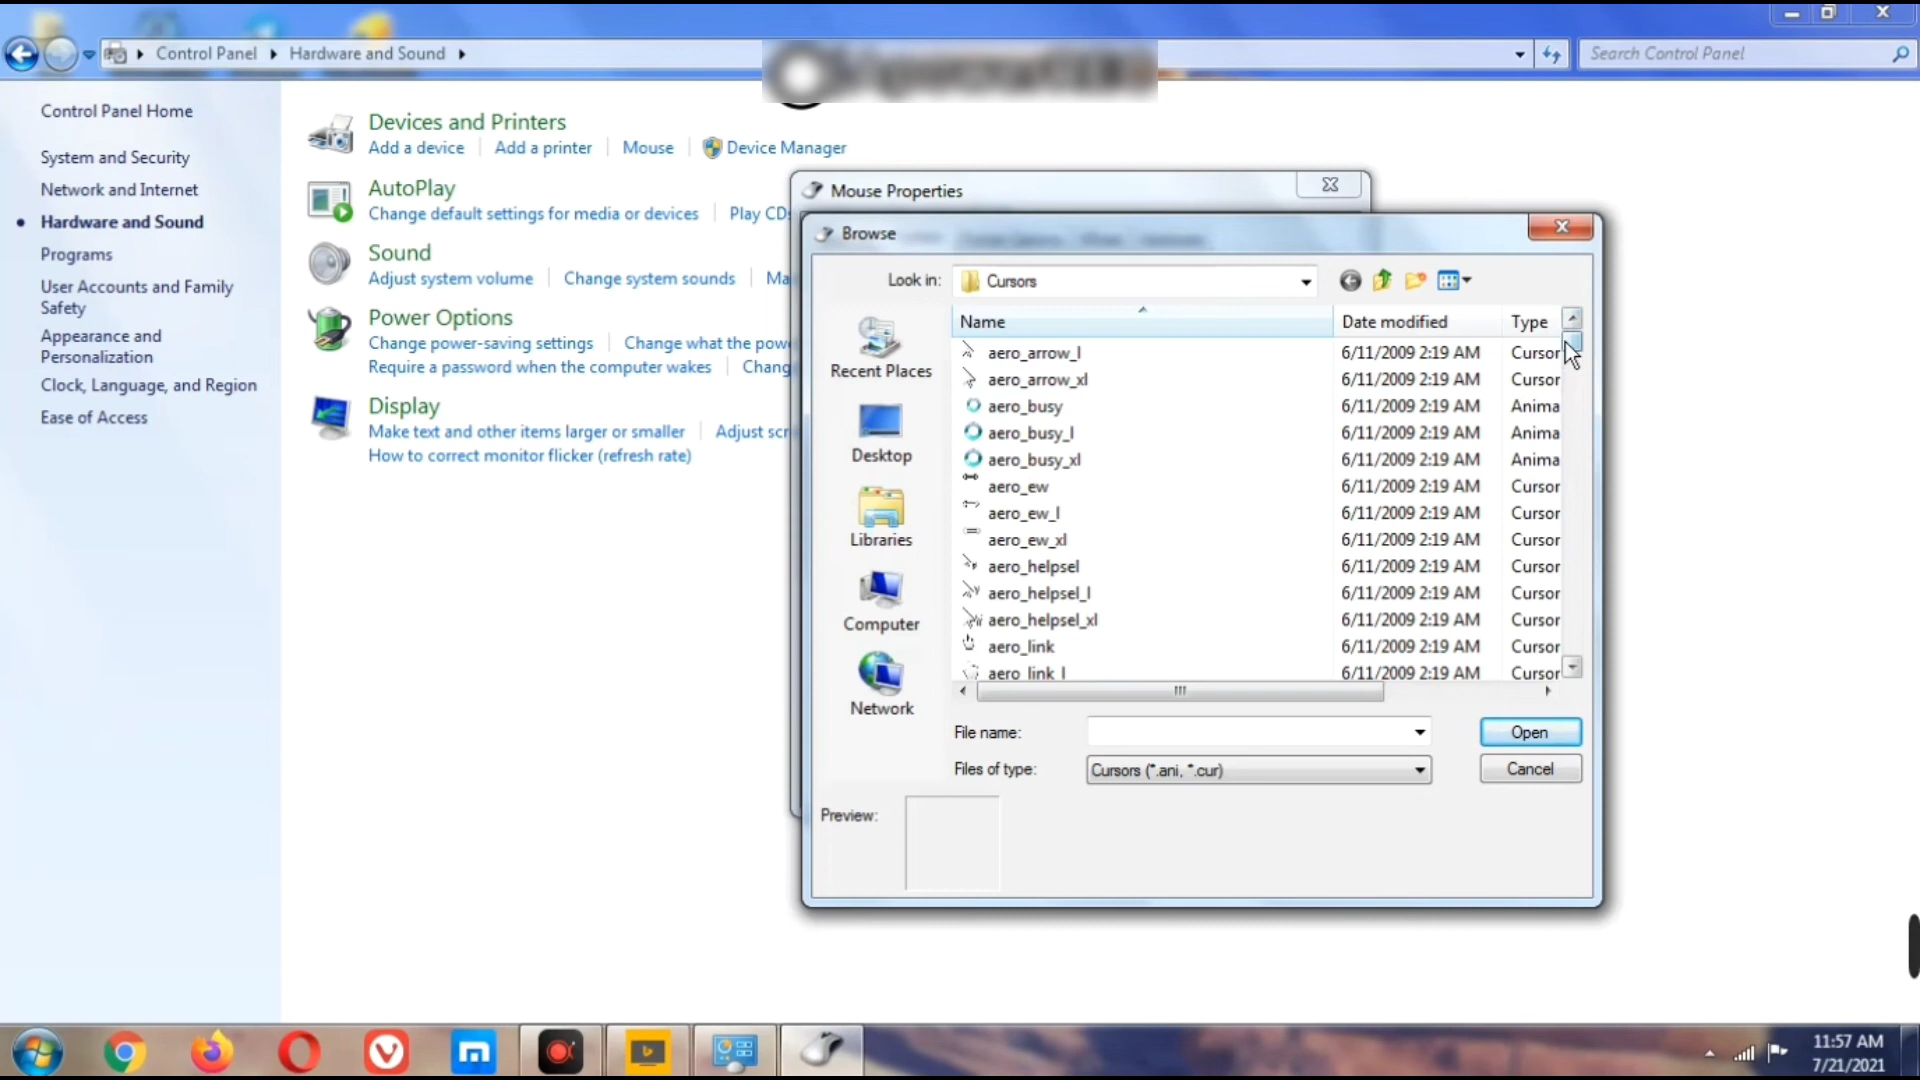 Control Panel
Hardware and Sound
Search Control Panel
Control Panel Home
System and Security
Network and Internet
Hardware and Sound
Programs
User Accounts and Family
Safety
Appearance and
Personalization
Clock, Language, and Region
Ease of Access
Devices and Printers
Add a device
Add a printer
Mouse
Device Manager
AutoPlay
Change default settings for media or devices
Play CDs
Sound
Adjust system volume
Change system sounds
Ma
Power Options
Change power-saving settings
Change what the pow
Require a password when the computer wakes
Chang
Display
Make text and other items larger or smaller
Adjust scr
How to correct monitor flicker (refresh rate)
Mouse Properties
Browse
Look in:
Cursors
Recent Places
Desktop
Libraries
Computer
Network
Name Date modified Type
aero_arrow_l 6/11/2009 2:19 AM Cursor
aero_arrow_xl 6/11/2009 2:19 AM Cursor
aero_busy 6/11/2009 2:19 AM Anima
aero_busy_l 6/11/2009 2:19 AM Anima
aero_busy_xl 6/11/2009 2:19 AM Anima
aero_ew 6/11/2009 2:19 AM Cursor
aero_ew_l 6/11/2009 2:19 AM Cursor
aero_ew_xl 6/11/2009 2:19 AM Cursor
aero_helpsel 6/11/2009 2:19 AM Cursor
aero_helpsel_l 6/11/2009 2:19 AM Cursor
aero_helpsel_xl 6/11/2009 2:19 AM Cursor
aero_link 6/11/2009 2:19 AM Cursor
aero_link_l 6/11/2009 2:19 AM Cursor
File name:
Open
Files of type:
Cursors (*.ani, *.cur)
Cancel
Preview:
11:57 AM
7/21/2021